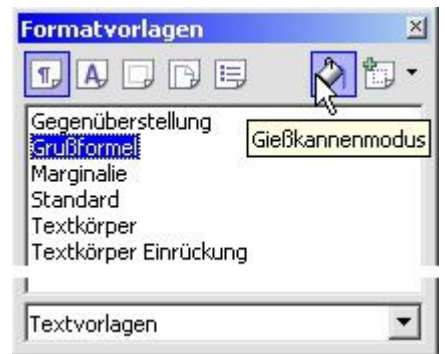 Formatvorlagen
Gießkannenmodus
Gegenüberstellung
Grußformel
Marginalie
Standard
Textkörper
Textkörper Einrückung
Textvorlagen